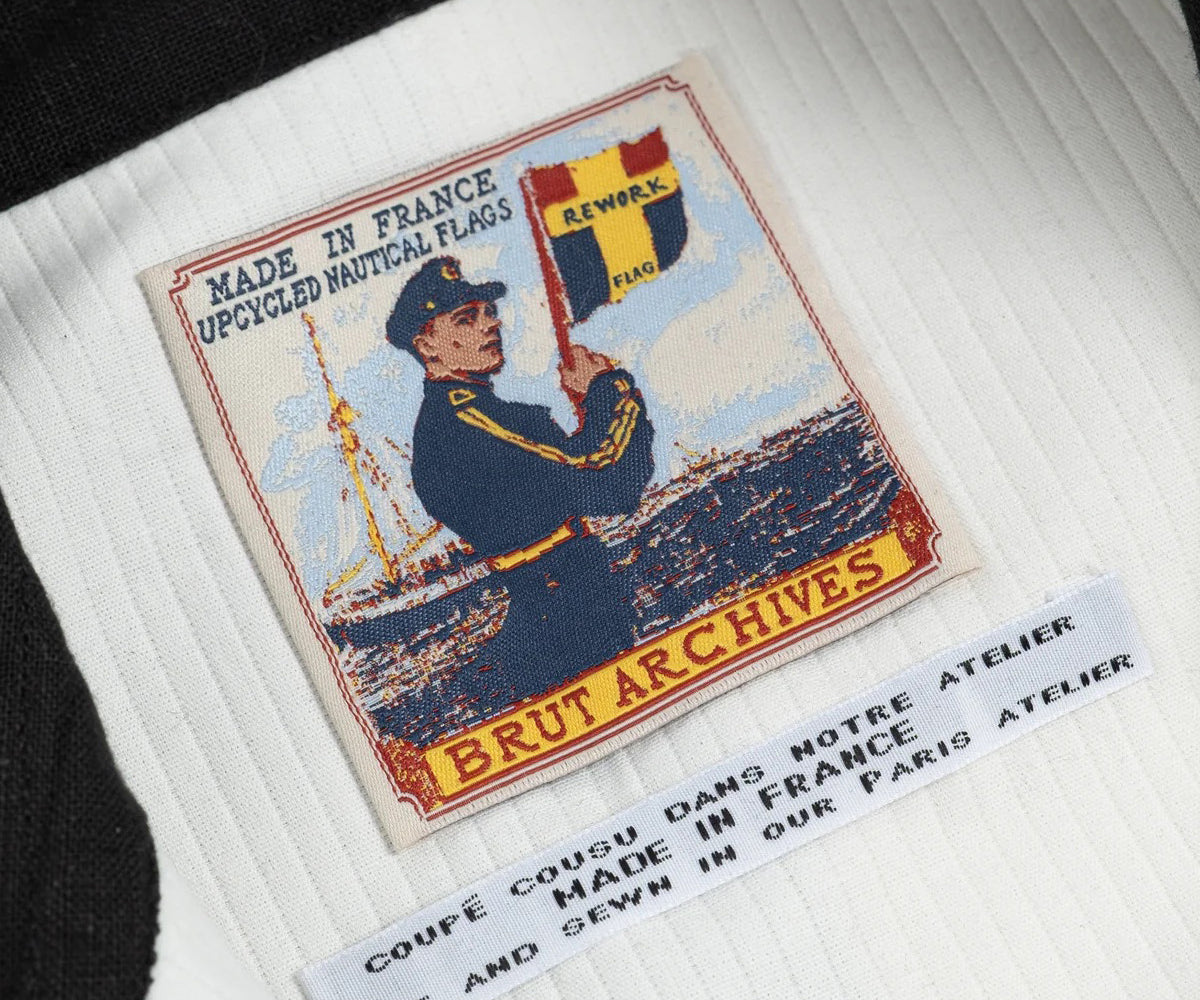 MADE IN FRANCE
UPCYCLED NAUTICAL FLAGS
REWORK
FLAG
BRUT ARCHIVES
COUPÉ COUSU DANS NOTRE ATELIER
MADE IN FRANCE
AND SEWN IN OUR PARIS ATELIER